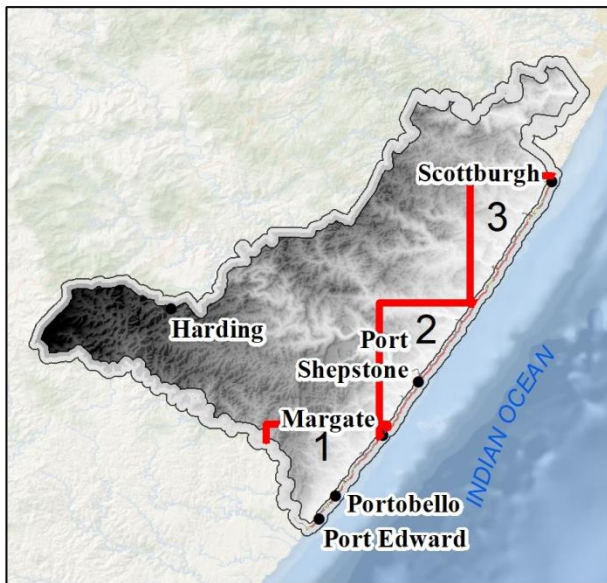 Scottburgh
3
2
Port
Shepstone
Harding
Margate
1
Portobello
Port Edward
INDIAN OCEAN